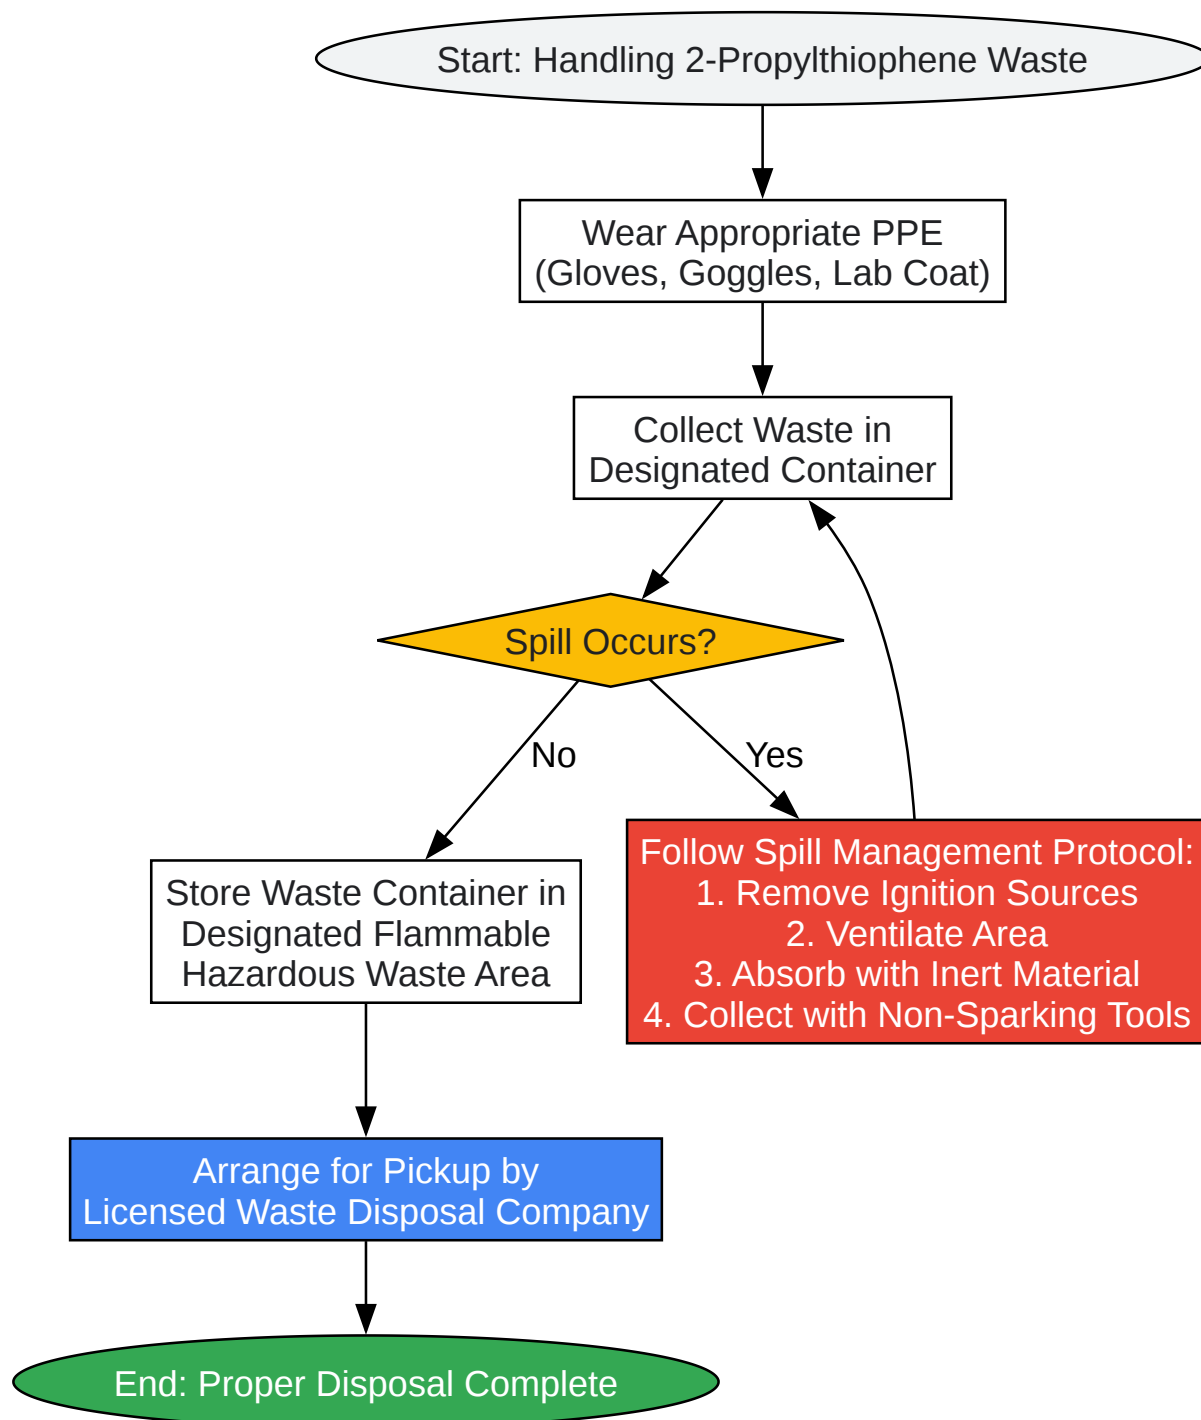 Start: Handling 2-Propylthiophene Waste
Wear Appropriate PPE
(Gloves, Goggles, Lab Coat)
Collect Waste in
Designated Container
Spill Occurs?
No
Yes
Store Waste Container in
Designated Flammable
Hazardous Waste Area
Follow Spill Management Protocol:
1. Remove Ignition Sources
2. Ventilate Area
3. Absorb with Inert Material
4. Collect with Non-Sparking Tools
Arrange for Pickup by
Licensed Waste Disposal Company
End: Proper Disposal Complete